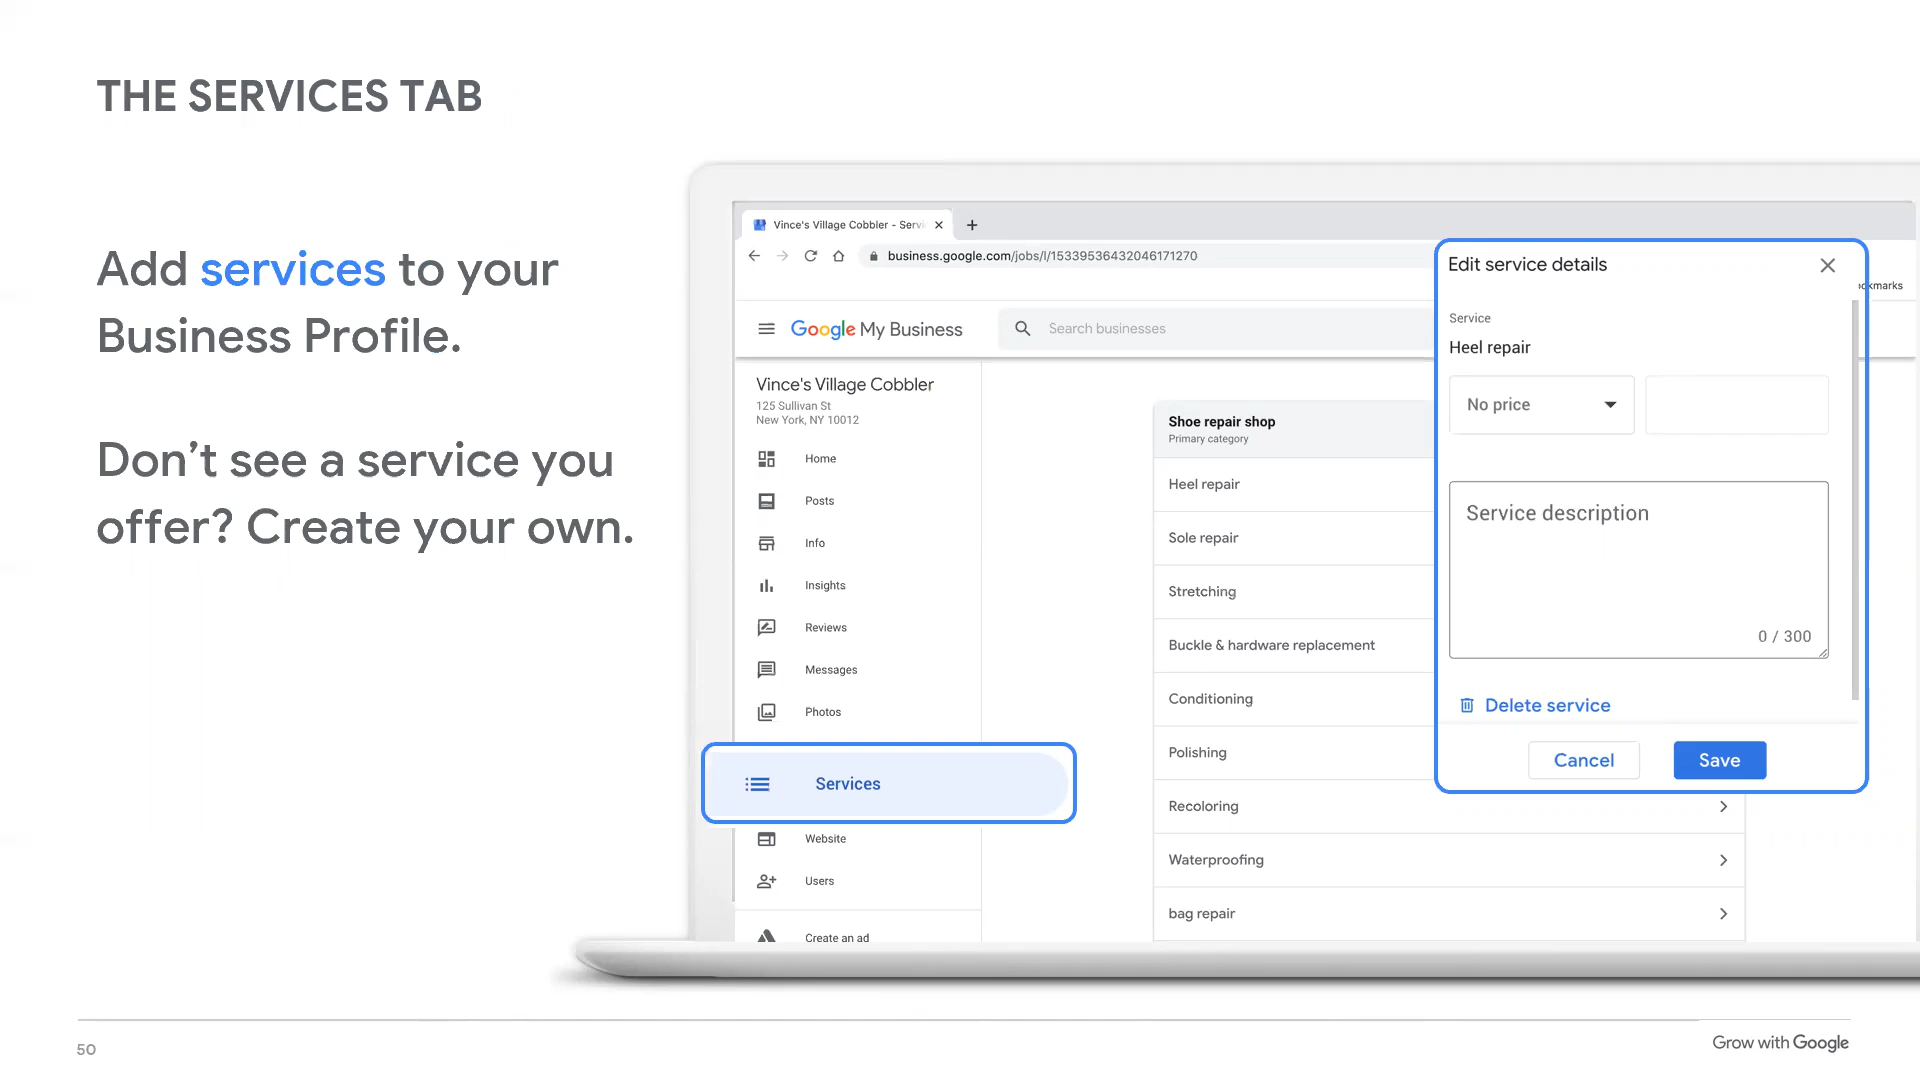 THE SERVICES TAB
Add services to your
Business Profile.
Don’t see a service you
offer? Create your own.
Vince's Village Cobbler - Servi
business.google.com/jobs/l/15339536432046171270
Google My Business
Search businesses
Vince's Village Cobbler
125 Sullivan St
New York, NY 10012
Home
Posts
Info
Insights
Reviews
Messages
Photos
Services
Website
Users
Create an ad
Shoe repair shop
Primary category
Heel repair
Sole repair
Stretching
Buckle & hardware replacement
Conditioning
Polishing
Recoloring
Waterproofing
bag repair
okmarks
Edit service details
Service
Heel repair
No price
Service description
0 / 300
Delete service
Cancel
Save
50
Grow with Google